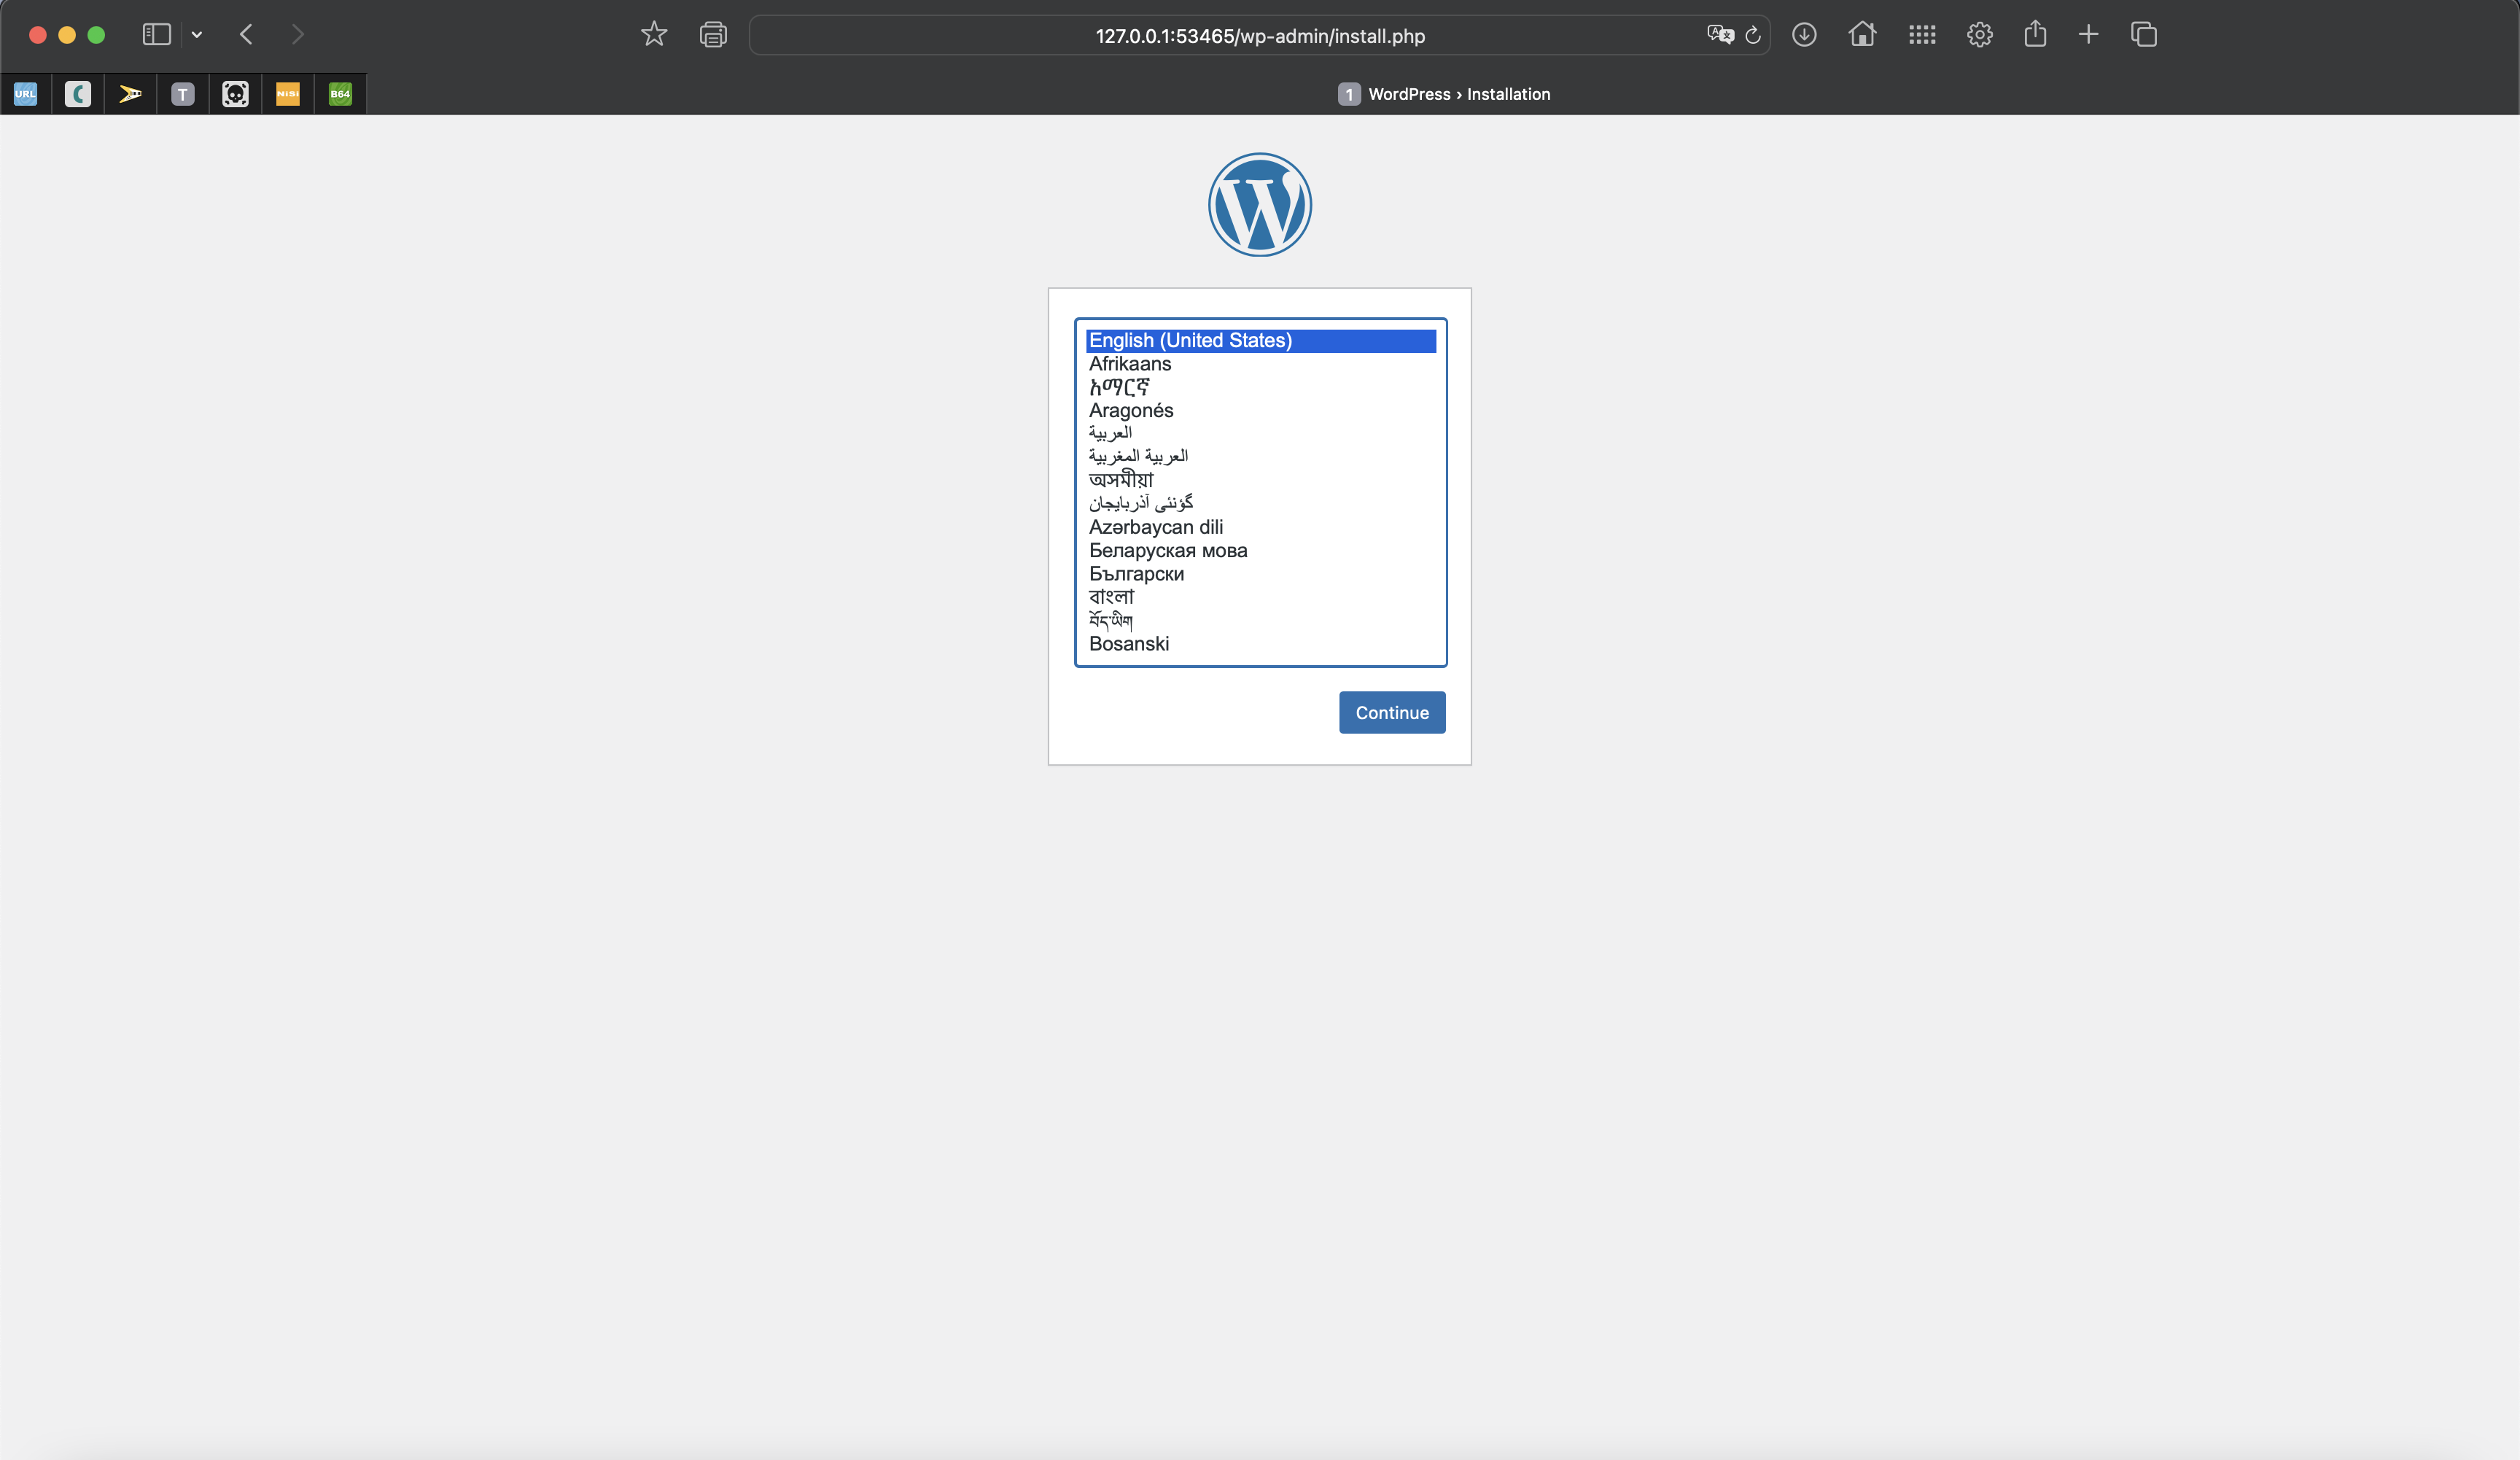 127.0.0.1:53465/wp-admin/install.php
URL
T
NiSi
B64
1 WordPress › Installation
English (United States)
Afrikaans
አማርኛ
Aragonés
العربية
العربية المغربية
অসমীয়া
گؤنئی آذربایجان
Azərbaycan dili
Беларуская мова
Български
বাংলা
བོད་ཡིག
Bosanski
Continue